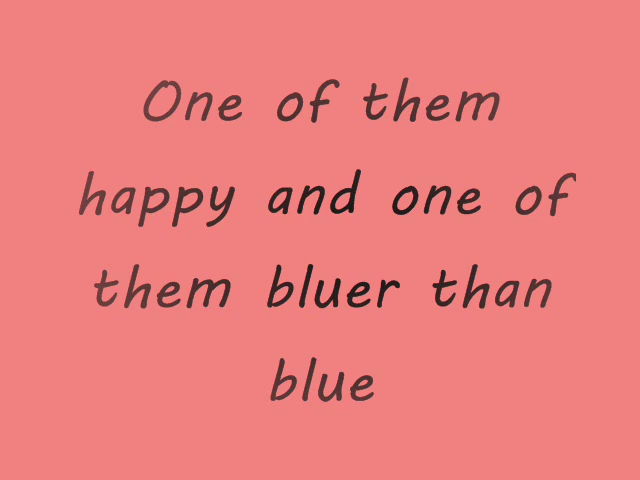 One of them
happy and one of
them bluer than
blue